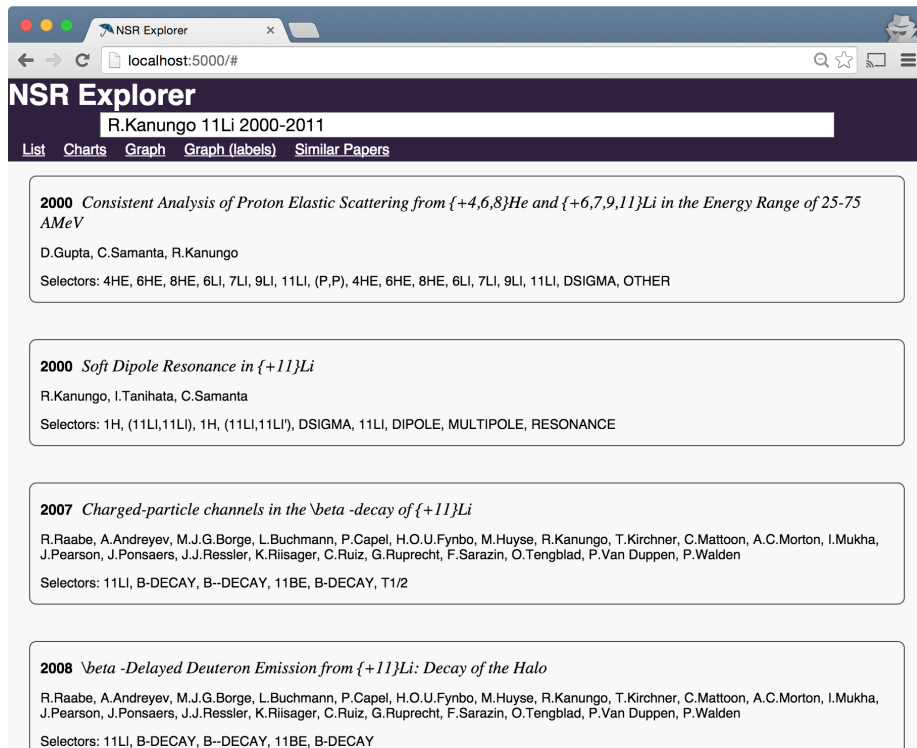 NSR Explorer
localhost:5000/#
NSR Explorer
R.Kanungo 11Li 2000-2011
List Charts Graph Graph (labels) Similar Papers
2000 Consistent Analysis of Proton Elastic Scattering from {+4,6,8}He and {+6,7,9,11}Li in the Energy Range of 25-75
AMeV
D.Gupta, C.Samanta, R.Kanungo
Selectors: 4HE, 6HE, 8HE, 6LI, 7LI, 9LI, 11LI, (P,P), 4HE, 6HE, 8HE, 6LI, 7LI, 9LI, 11LI, DSIGMA, OTHER
2000 Soft Dipole Resonance in {+11}Li
R.Kanungo, I.Tanihata, C.Samanta
Selectors: 1H, (11LI,11LI), 1H, (11LI,11LI'), DSIGMA, 11LI, DIPOLE, MULTIPOLE, RESONANCE
2007 Charged-particle channels in the \beta -decay of {+11}Li
R.Raabe, A.Andreyev, M.J.G.Borge, L.Buchmann, P.Capel, H.O.U.Fynbo, M.Huyse, R.Kanungo, T.Kirchner, C.Mattoon, A.C.Morton, I.Mukha,
J.Pearson, J.Ponsaers, J.J.Ressler, K.Riisager, C.Ruiz, G.Ruprecht, F.Sarazin, O.Tengblad, P.Van Duppen, P.Walden
Selectors: 11LI, B-DECAY, B--DECAY, 11BE, B-DECAY, T1/2
2008 \beta -Delayed Deuteron Emission from {+11}Li: Decay of the Halo
R.Raabe, A.Andreyev, M.J.G.Borge, L.Buchmann, P.Capel, H.O.U.Fynbo, M.Huyse, R.Kanungo, T.Kirchner, C.Mattoon, A.C.Morton, I.Mukha,
J.Pearson, J.Ponsaers, J.J.Ressler, K.Riisager, C.Ruiz, G.Ruprecht, F.Sarazin, O.Tengblad, P.Van Duppen, P.Walden
Selectors: 11LI, B-DECAY, B--DECAY, 11BE, B-DECAY